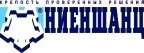 КРЕПОСТЬ ПРОВЕРЕННЫХ РЕШЕНИЙ
НИЕНШАНЦ